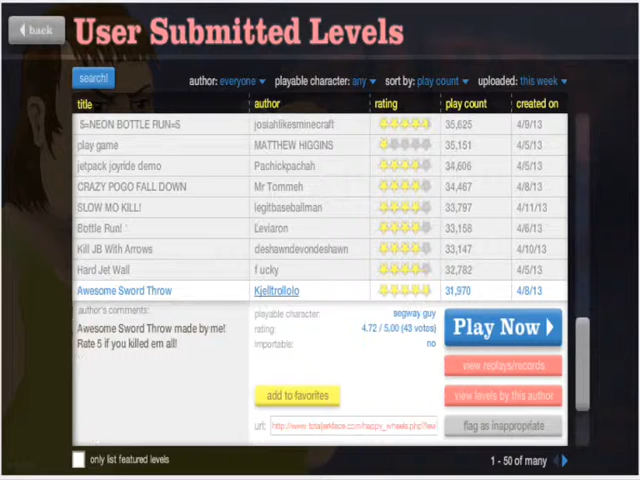 back
User Submitted Levels
search!
author: everyone playable character: any sort by: play count uploaded: this week
title author rating play count created on
S=NEON BOTTLE RUN=S josiahlikesminecraft 35,625 4/9/13
play game MATTHEW HIGGINS 35,151 4/5/13
jetpack joyride demo Pachickpachah 34,606 4/5/13
CRAZY POGO FALL DOWN Mr Tommeh 34,467 4/8/13
SLOW MO KILL! legitbaseballman 33,797 4/11/13
Bottle Run! Leviaron 33,158 4/6/13
Kill JB With Arrows deshawndevondeshawn 33,147 4/10/13
Hard Jet Wall f ucky 32,782 4/5/13
Awesome Sword Throw Kjelltrollolo 31,970 4/8/13
author's comments:
Awesome Sword Throw made by me!
Rate 5 if you killed em all!
playable character: segway guy
rating: 4.72 / 5.00 (43 votos)
importable: no
add to favorites
url: http://www.totaljerkface.com/happy_wheels.php?lev
Play Now
view replays/records
view levels by this author
flag as inappropriate
only list featured levels
1 - 50 of many